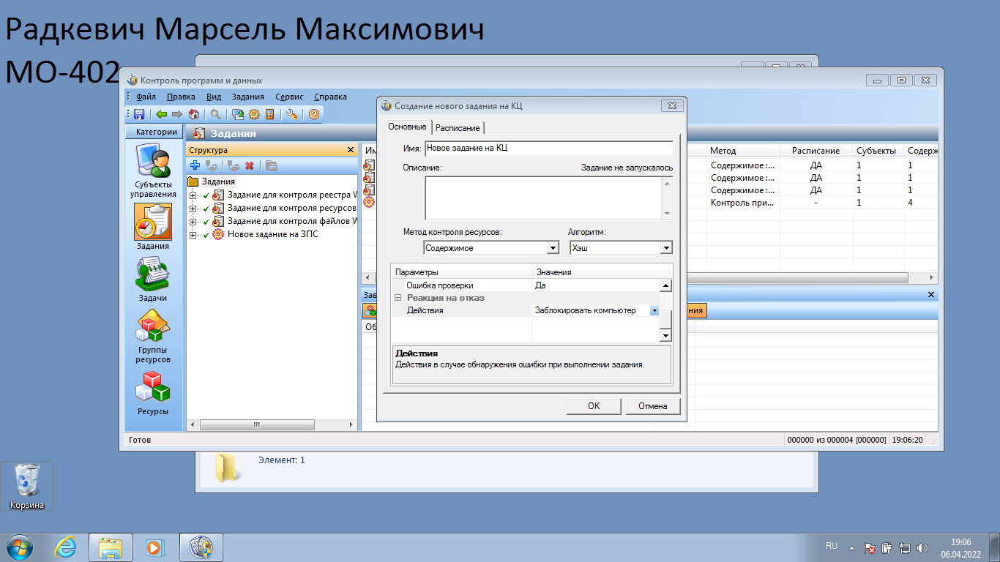 Радкевич Марсель Максимович
МО-402
Контроль программ и данных
Файл Правка Вид Задания Сервис Справка
Категории
Субъекты
управления
Задания
Задачи
Группы
ресурсов
Ресурсы
Задания
Структура
Задания
Задание для контроля реестра W
Задание для контроля ресурсов
Задание для контроля файлов W
Новое задание на ЗПС
Им Метод Расписание Субъекты Содерж
Содержимое :... ДА 1 1
Содержимое :... ДА 1 1
Содержимое :... ДА 1 1
Контроль при... - 1 4
Зав
ния
Об
Создание нового задания на КЦ
Основные Расписание
Имя: Новое задание на КЦ
Описание: Задание не запускалось
Метод контроля ресурсов: Алгоритм:
Содержимое Хэш
Параметры Значения
Ошибка проверки Да
Реакция на отказ
Действия Заблокировать компьютер
Действия
Действия в случае обнаружения ошибки при выполнении задания.
OK Отмена
Готов 000000 из 000004 [000000] 19:06:20
Элемент: 1
Корзина
RU 19:06
06.04.2022